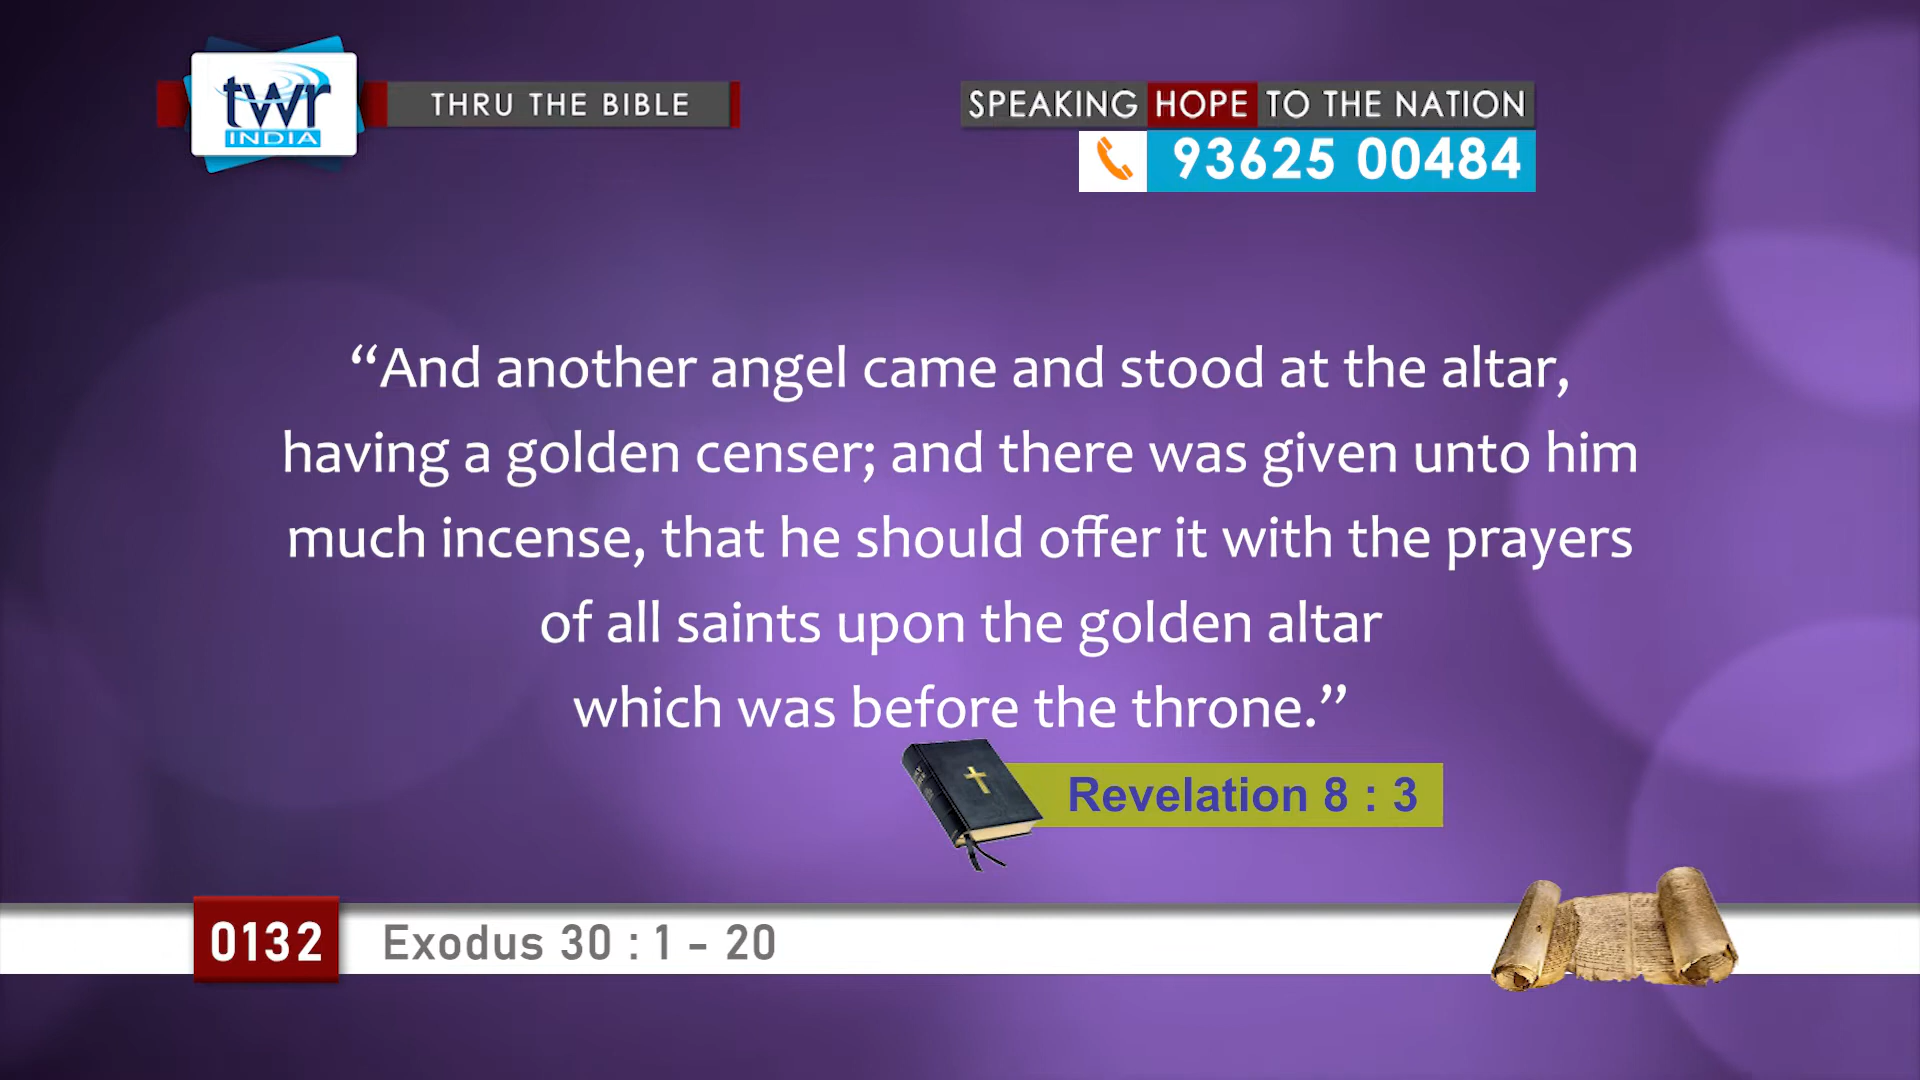 twr
INDIA
THRU THE BIBLE
SPEAKING HOPE TO THE NATION
93625 00484
“And another angel came and stood at the altar,
having a golden censer; and there was given unto him
much incense, that he should offer it with the prayers
of all saints upon the golden altar
which was before the throne.”
Revelation 8 : 3
0132
Exodus 30 : 1 - 20